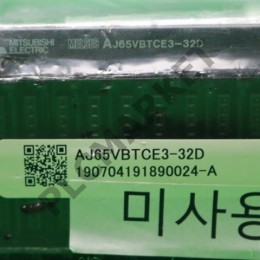 MITSUBISHI
ELECTRIC
MELSEC AJ65VBTCE3-32D
AJ65VBTCE3-32D
190704191890024-A
미사용